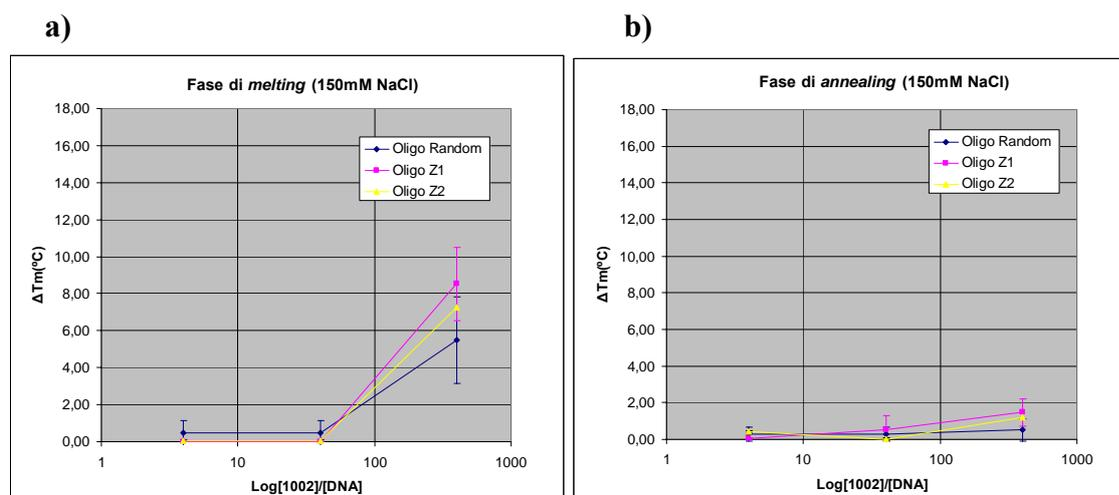 a)
Fase di melting (150mM NaCl)
18,00
16,00
14,00
12,00
10,00
8,00
6,00
4,00
2,00
0,00
ΔTm(ºC)
Oligo Random
Oligo Z1
Oligo Z2
1
10
100
1000
Log[1002]/[DNA]
b)
Fase di annealing (150mM NaCl)
18,00
16,00
14,00
12,00
10,00
8,00
6,00
4,00
2,00
0,00
ΔTm(ºC)
Oligo Random
Oligo Z1
Oligo Z2
1
10
100
1000
Log[1002]/[DNA]